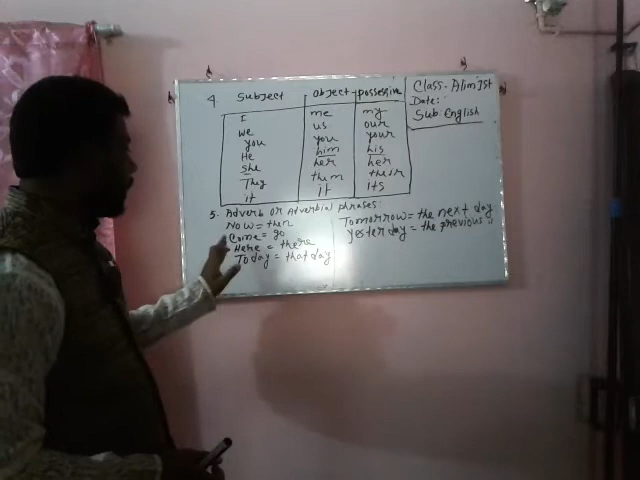 4. Subject object possessive
I me my
we us our
you you your
He him his
she her her
They them their
it it Its
Class- Alim Ist
Date:
Sub. English
5. Adverb or Adverbial phrases:
Now = then
Come = go
Here = there
Today = that day
Tomorrow = the next day
yesterday = the previous "